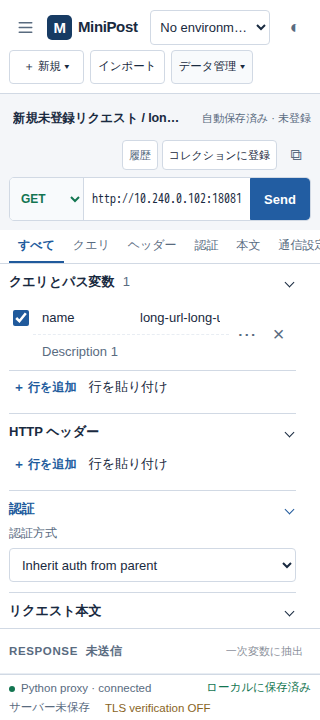 M MiniPost No environm…
＋ 新規 ▾ インポート データ管理 ▾
新規未登録リクエスト / lon… 自動保存済み · 未登録
履歴 コレクションに登録
GET http://10.240.0.102:18081 Send
すべて クエリ ヘッダー 認証 本文 通信設定
クエリとパス変数 1
name long-url-long-u
Description 1
＋ 行を追加 行を貼り付け
HTTP ヘッダー
＋ 行を追加 行を貼り付け
認証
認証方式
Inherit auth from parent
リクエスト本文
RESPONSE 未送信 一次変数に抽出
Python proxy · connected ローカルに保存済み
サーバー未保存 TLS verification OFF